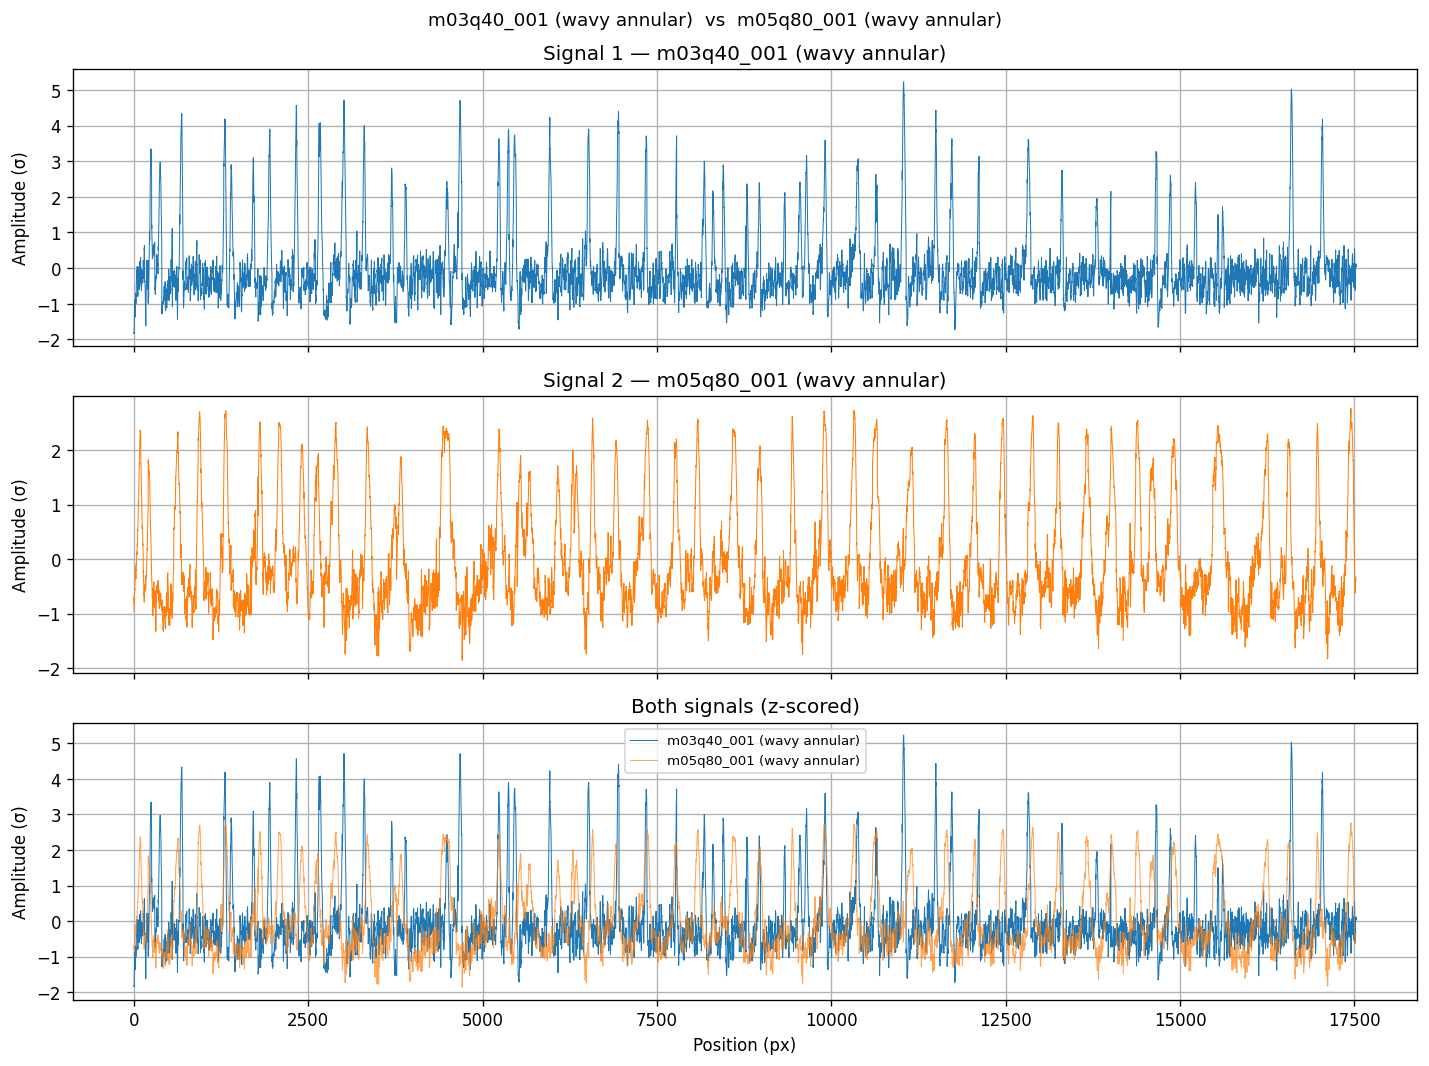 m03q40_001 (wavy annular)  vs  m05q80_001 (wavy annular)
Signal 1 — m03q40_001 (wavy annular)
5
4
3
2
1
0
−1
−2
Amplitude (σ)
Signal 2 — m05q80_001 (wavy annular)
2
1
0
−1
−2
Amplitude (σ)
Both signals (z-scored)
m03q40_001 (wavy annular)
m05q80_001 (wavy annular)
5
4
3
2
1
0
−1
−2
Amplitude (σ)
0 2500 5000 7500 10000 12500 15000 17500
Position (px)